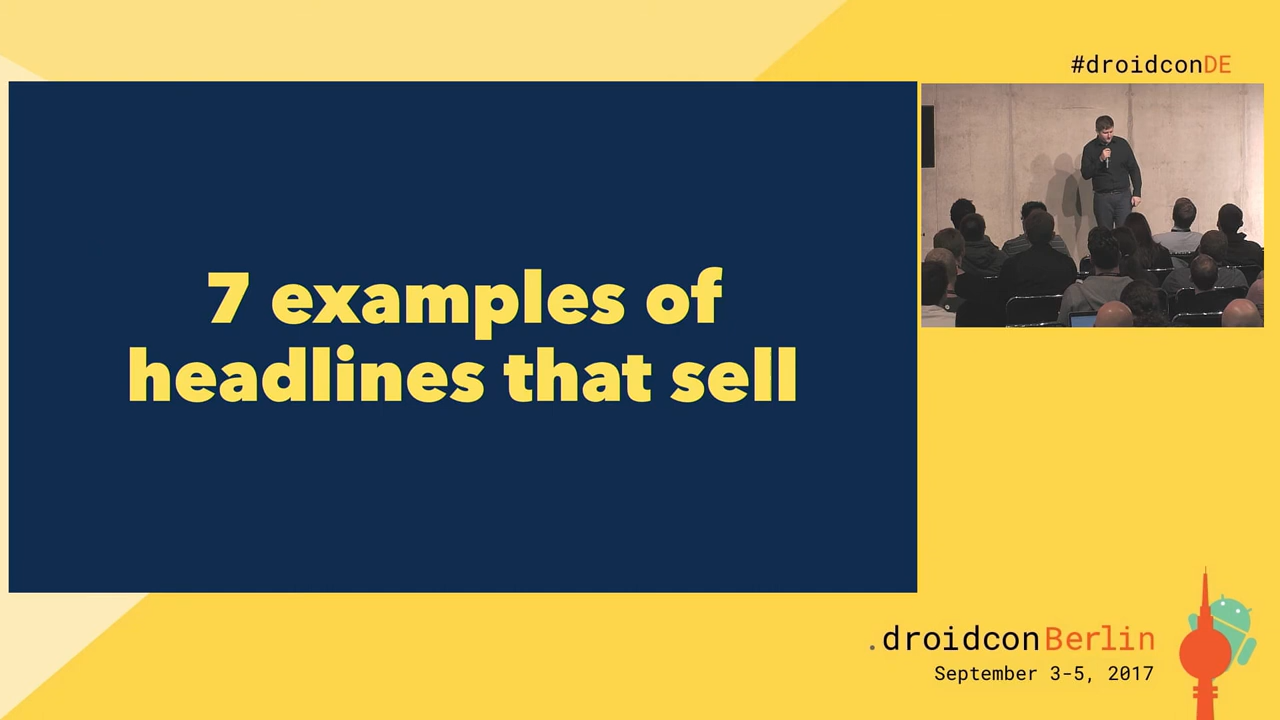 #droidconDE
7 examples of
headlines that sell
.droidconBerlin
September 3-5, 2017